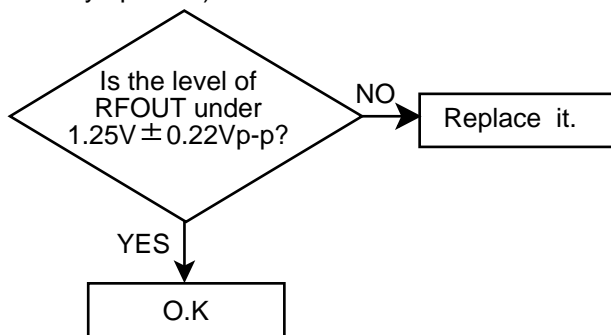 Is the level of
RFOUT under
1.25V ± 0.22Vp-p?
NO
Replace it.
YES
O.K